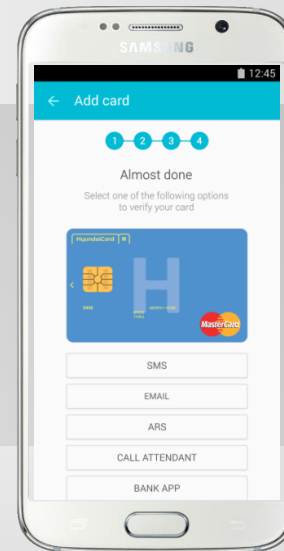 SAMSUNG
12:45
Add card
1 2 3 4
Almost done
Select one of the following options
to verify your card
HyundaiCard H
H
MasterCard
SMS
EMAIL
ARS
CALL ATTENDANT
BANK APP